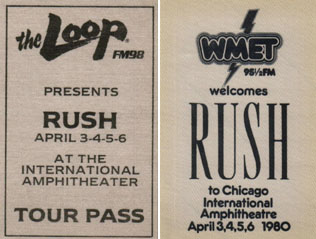 the Loop
FM98
PRESENTS
RUSH
APRIL 3-4-5-6
AT THE
INTERNATIONAL
AMPHITHEATER
TOUR PASS
WMET
95½FM
welcomes
RUSH
to Chicago
International
Amphitheatre
April 3,4,5,6 1980